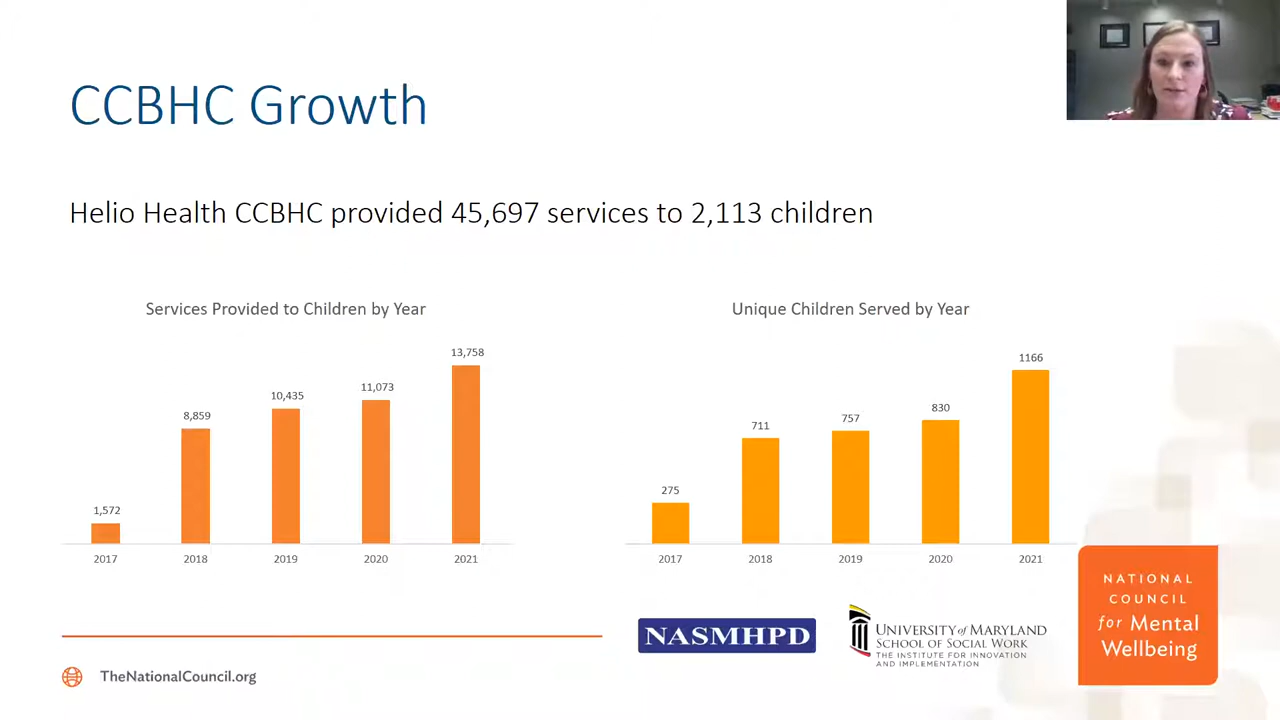 CCBHC Growth
Helio Health CCBHC provided 45,697 services to 2,113 children
Services Provided to Children by Year
13,758
11,073
10,435
8,859
1,572
2017 2018 2019 2020 2021
Unique Children Served by Year
1166
830
757
711
275
2017 2018 2019 2020 2021
NATIONAL
COUNCIL
for Mental
Wellbeing
NASMHPD
UNIVERSITY of MARYLAND
SCHOOL OF SOCIAL WORK
THE INSTITUTE FOR INNOVATION
AND IMPLEMENTATION
TheNationalCouncil.org